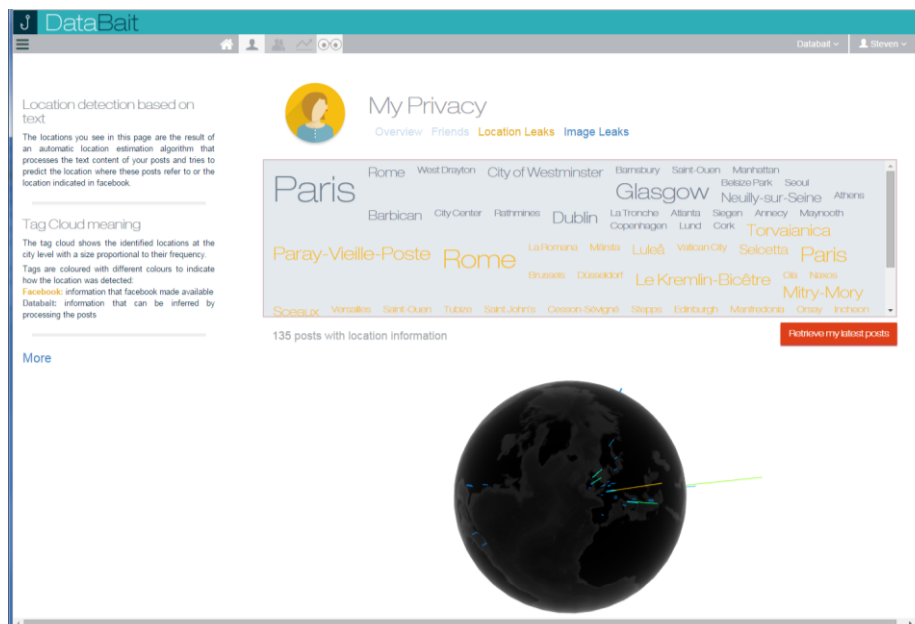 DataBait
Databait
Steven
Location detection based on
text
The locations you see in this page are the result of
an automatic location estimation algorithm that
processes the text content of your posts and tries to
predict the location where these posts refer to or the
location indicated in facebook.
Tag Cloud meaning
The tag cloud shows the identified locations at the
city level with a size proportional to their frequency.
Tags are coloured with different colours to indicate
how the location was detected:
Facebook: information that facebook made available
Databait: information that can be inferred by
processing the posts
More
My Privacy
Overview Friends Location Leaks Image Leaks
Paris Rome West Drayton City of Westminster Barnsbury Saint-Ouen Manhattan
Glasgow Belsize Park Seoul
Neuilly-sur-Seine Athens
Barbican City Center Rathmines Dublin La Tronche Atlanta Siegen Annecy Maynooth
Copenhagen Lund Cork Torvaianica
Paray-Vieille-Poste Rome La Romana Märsta Luleå Vatican City Selcetta Paris
Brussels Düsseldorf Le Kremlin-Bicêtre Naxos
Mitry-Mory
Sceaux Versailles Saint-Ouen Tubize Saint John's Cesson-Sévigné Stepps Edinburgh Manfredonia Orsay Incheon
135 posts with location information
Retrieve my latest posts